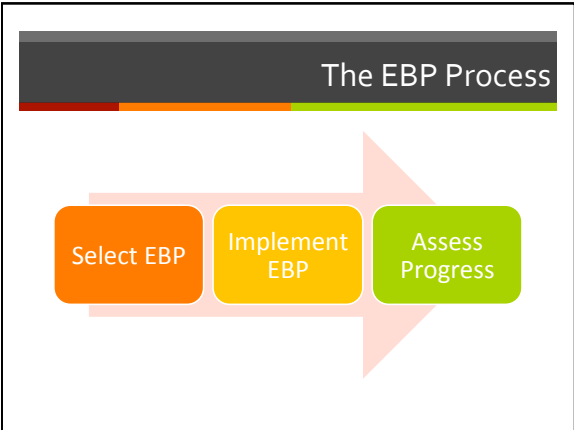 The EBP Process
Select EBP
Implement
EBP
Assess
Progress